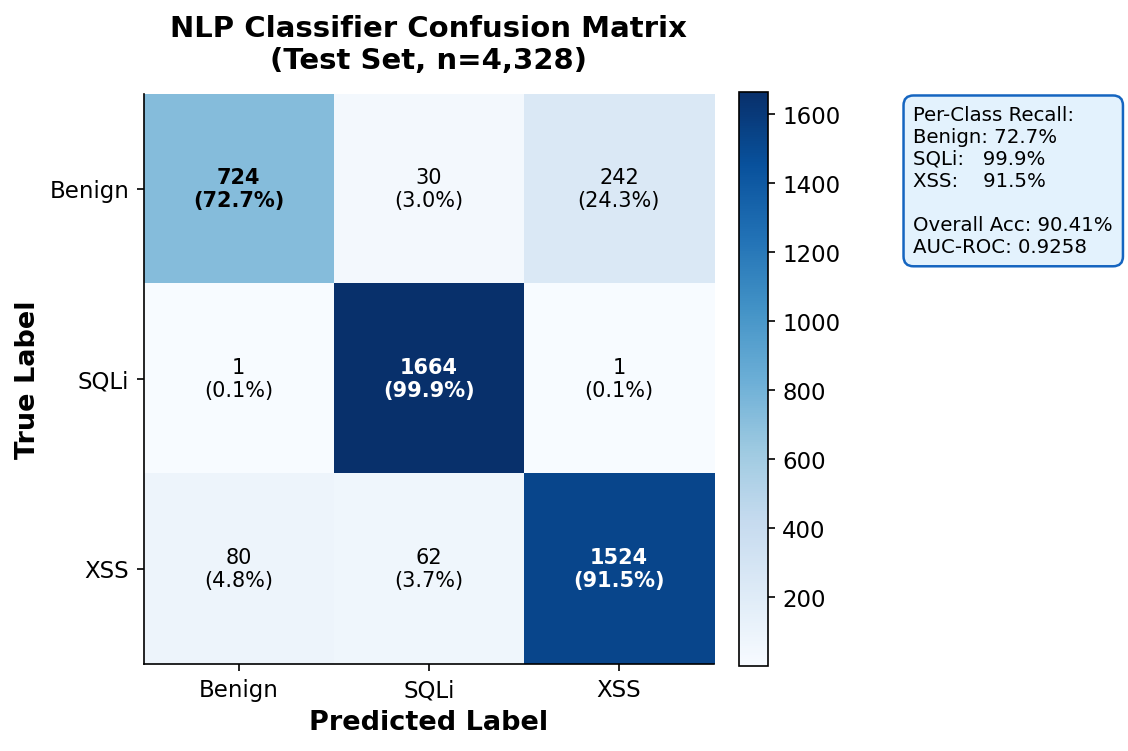 NLP Classifier Confusion Matrix
(Test Set, n=4,328)
True Label
Benign
724
(72.7%)
30
(3.0%)
242
(24.3%)
SQLi
1
(0.1%)
1664
(99.9%)
1
(0.1%)
XSS
80
(4.8%)
62
(3.7%)
1524
(91.5%)
Benign
SQLi
XSS
Predicted Label
1600
1400
1200
1000
800
600
400
200
Per-Class Recall:
Benign: 72.7%
SQLi: 99.9%
XSS: 91.5%
Overall Acc: 90.41%
AUC-ROC: 0.9258